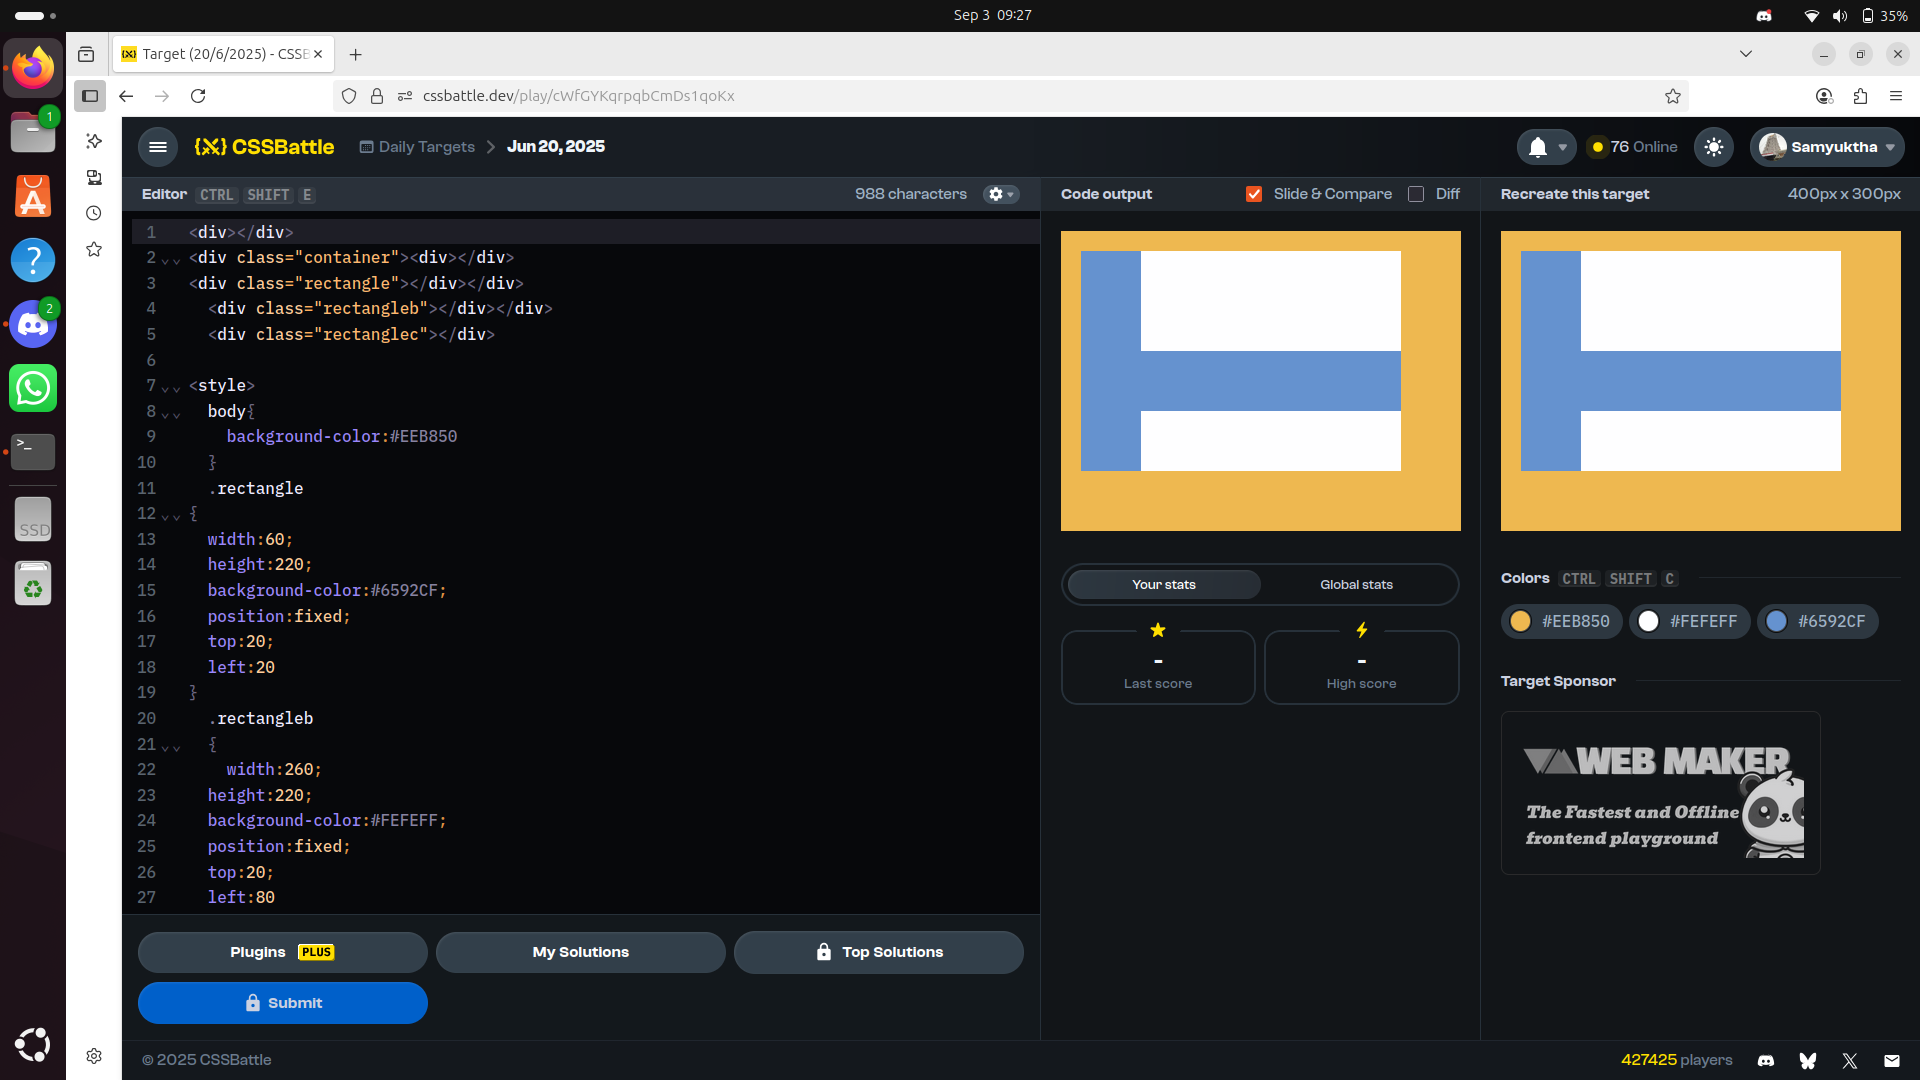 Sep 3 09:27
35%
Target (20/6/2025) - CSSB
cssbattle.dev/play/cWfGYKqrpqbCmDs1qoKx
CSSBattle
Daily Targets
Jun 20, 2025
76 Online
Samyuktha
Editor CTRL SHIFT E
988 characters
1 <div></div>
2 <div class="container"><div></div>
3 <div class="rectangle"></div></div>
4 <div class="rectangleb"></div></div>
5 <div class="rectanglec"></div>
6
7 <style>
8 body{
9 background-color:#EEB850
10 }
11 .rectangle
12 {
13 width:60;
14 height:220;
15 background-color:#6592CF;
16 position:fixed;
17 top:20;
18 left:20
19 }
20 .rectangleb
21 {
22 width:260;
23 height:220;
24 background-color:#FEFEFF;
25 position:fixed;
26 top:20;
27 left:80
Plugins PLUS
My Solutions
Top Solutions
Submit
Code output
Slide & Compare
Diff
Your stats
Global stats
-
Last score
-
High score
Recreate this target
400px x 300px
Colors CTRL SHIFT C
#EEB850
#FEFEFF
#6592CF
Target Sponsor
WEB MAKER
The Fastest and Offline
frontend playground
1
2
SSD
© 2025 CSSBattle
427425 players